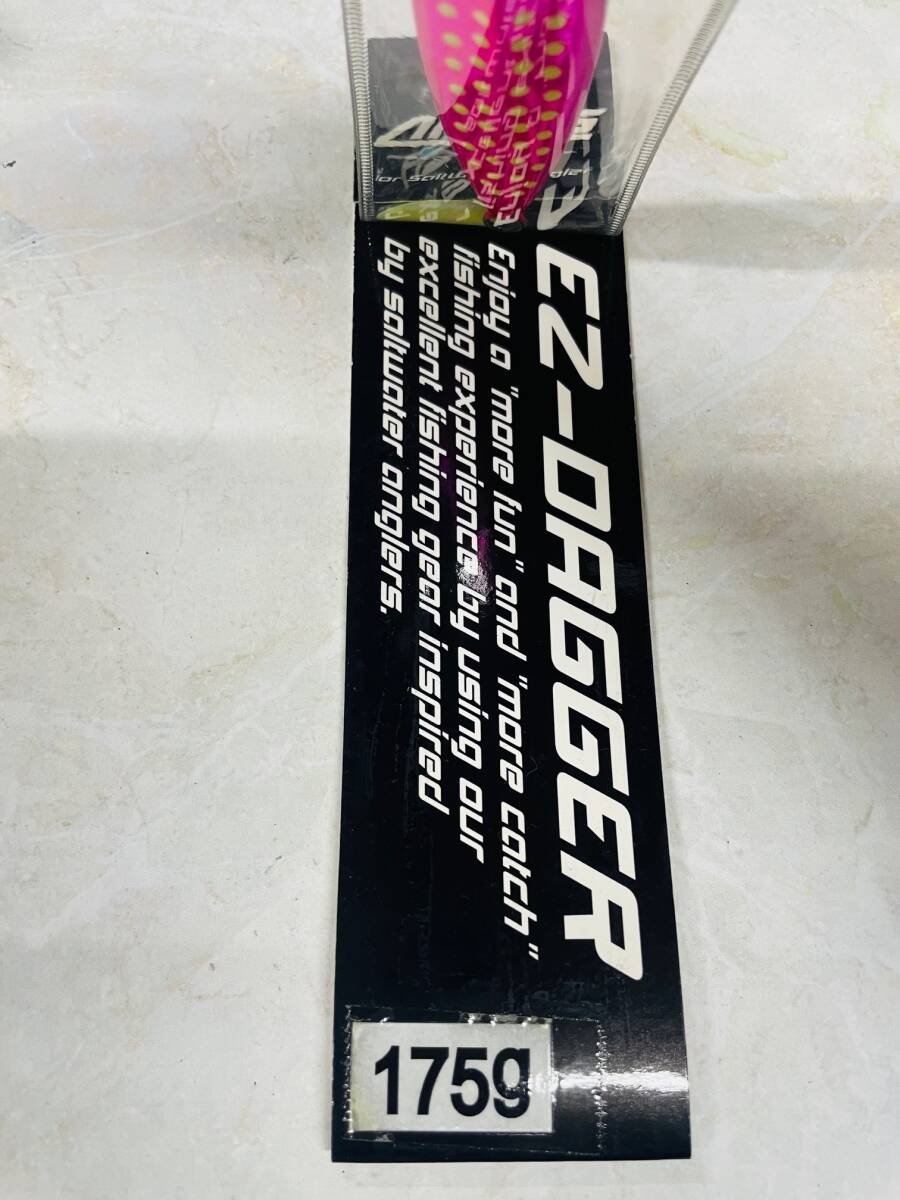 EZ-DAGGER
Enjoy a "more fun" and "more catch"
fishing experience by using our
excellent fishing gear inspired
by saltwater anglers.
175g